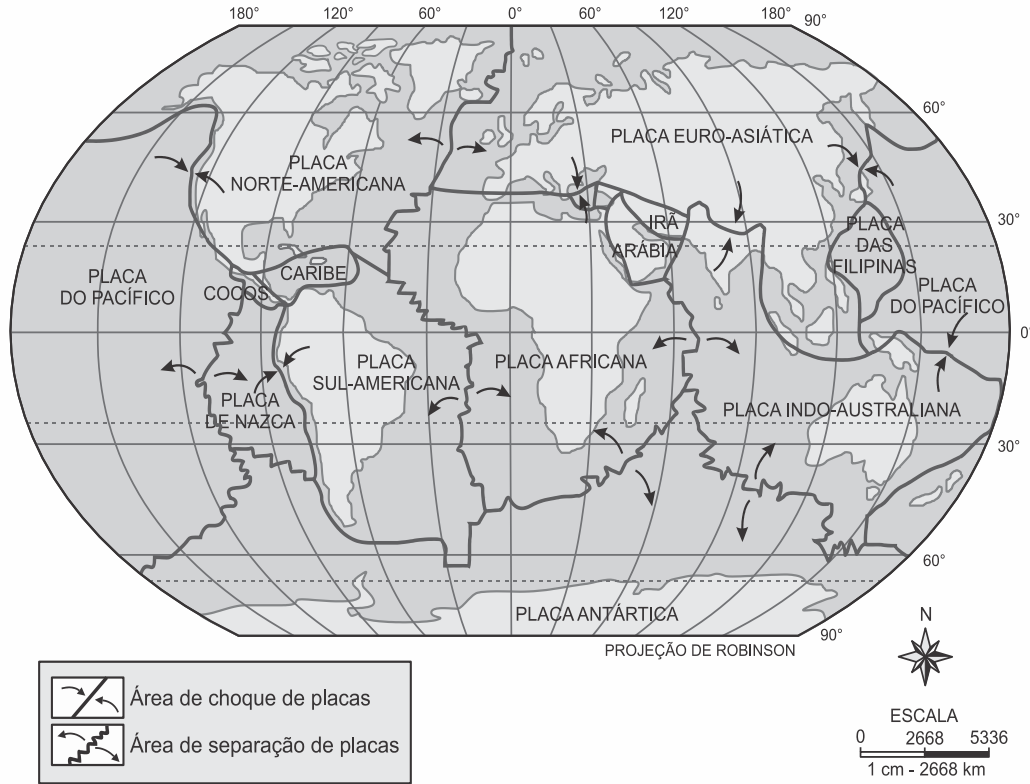 180° 120° 60° 0° 60° 120° 180° 90°
60°
PLACA EURO-ASIÁTICA
PLACA
NORTE-AMERICANA
30°
IRÃ
ARÁBIA
PLACA
DAS
FILIPINAS
CARIBE
COCOS
PLACA
DO PACÍFICO
PLACA
DO PACÍFICO
0°
PLACA
SUL-AMERICANA
PLACA AFRICANA
PLACA
DE NAZCA
PLACA INDO-AUSTRALIANA
30°
60°
PLACA ANTÁRTICA
90°
PROJEÇÃO DE ROBINSON
N
Área de choque de placas
Área de separação de placas
ESCALA
0 2668 5336
1 cm - 2668 km